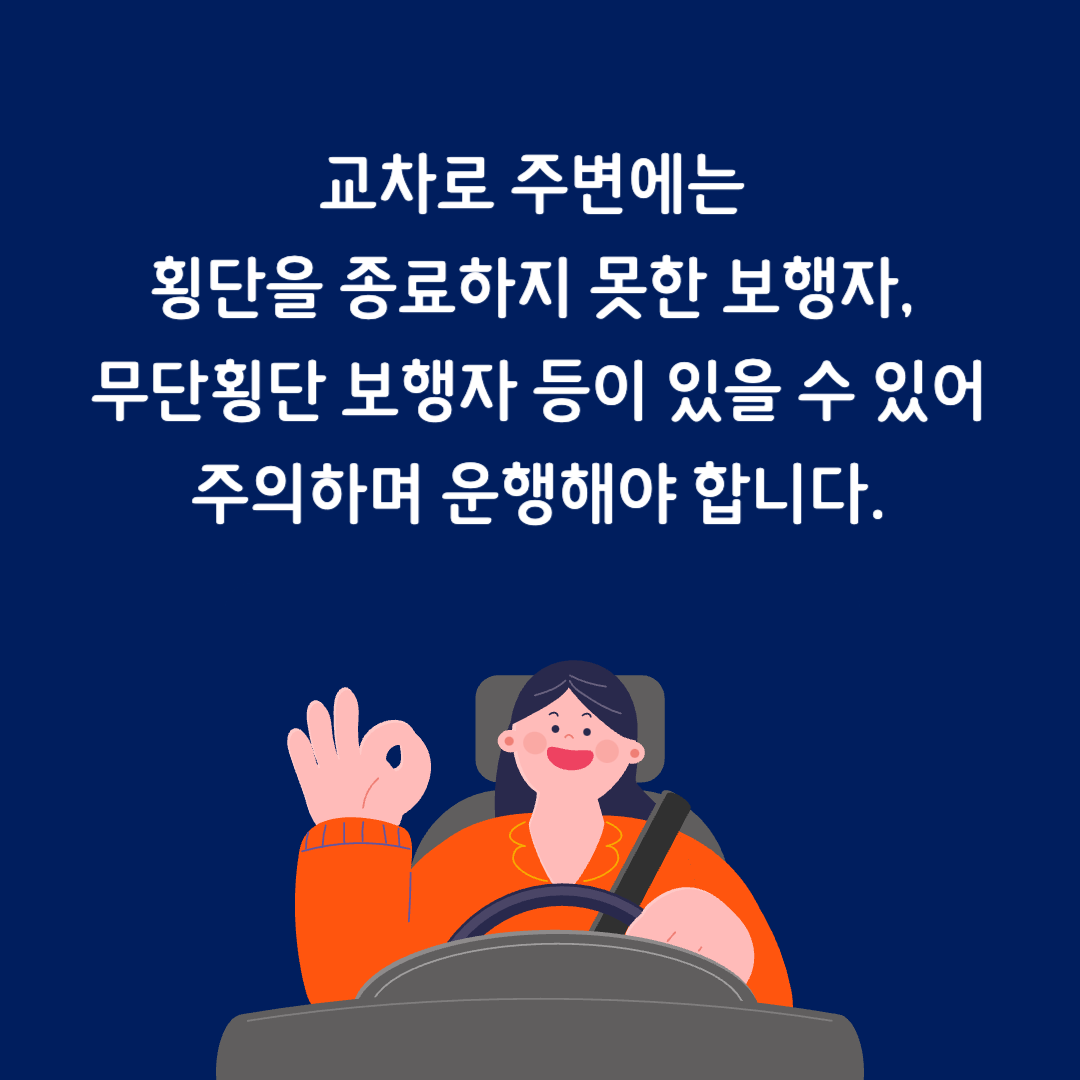 교차로 주변에는
횡단을 종료하지 못한 보행자,
무단횡단 보행자 등이 있을 수 있어
주의하며 운행해야 합니다.